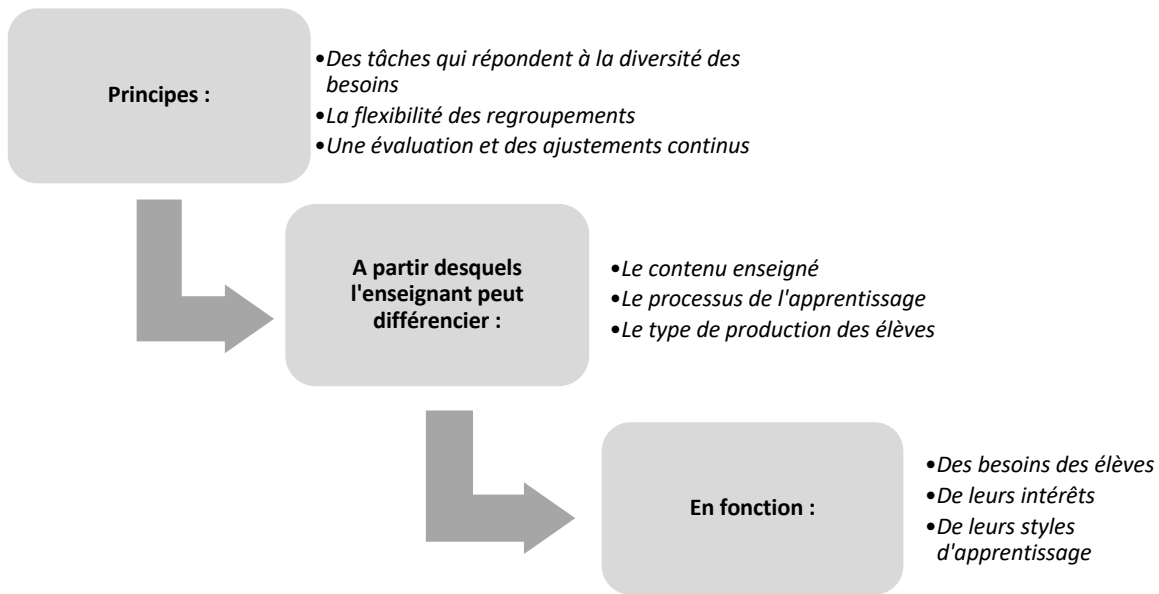 Principes :
•Des tâches qui répondent à la diversité des
besoins
•La flexibilité des regroupements
•Une évaluation et des ajustements continus
A partir desquels
l'enseignant peut
différencier :
•Le contenu enseigné
•Le processus de l'apprentissage
•Le type de production des élèves
En fonction :
•Des besoins des élèves
•De leurs intérêts
•De leurs styles
d'apprentissage